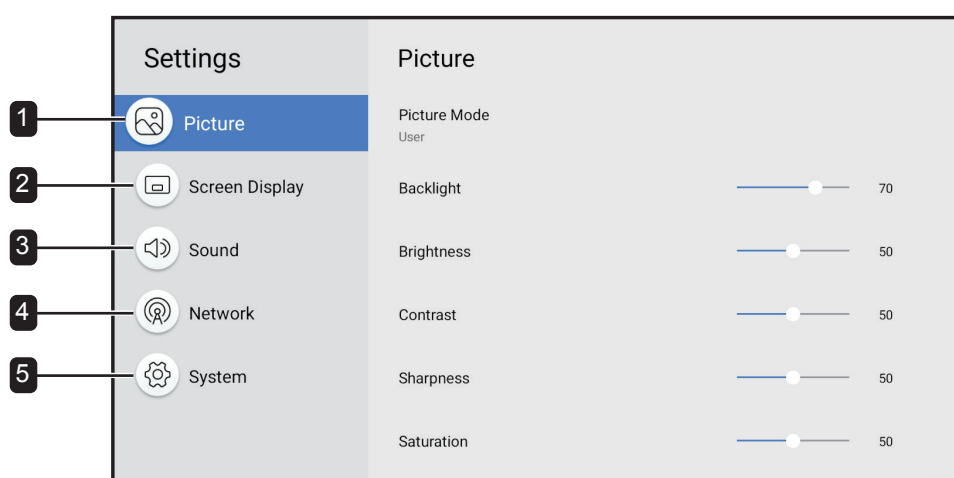 Settings
1 Picture
2 Screen Display
3 Sound
4 Network
5 System
Picture
Picture Mode
User
Backlight 70
Brightness 50
Contrast 50
Sharpness 50
Saturation 50